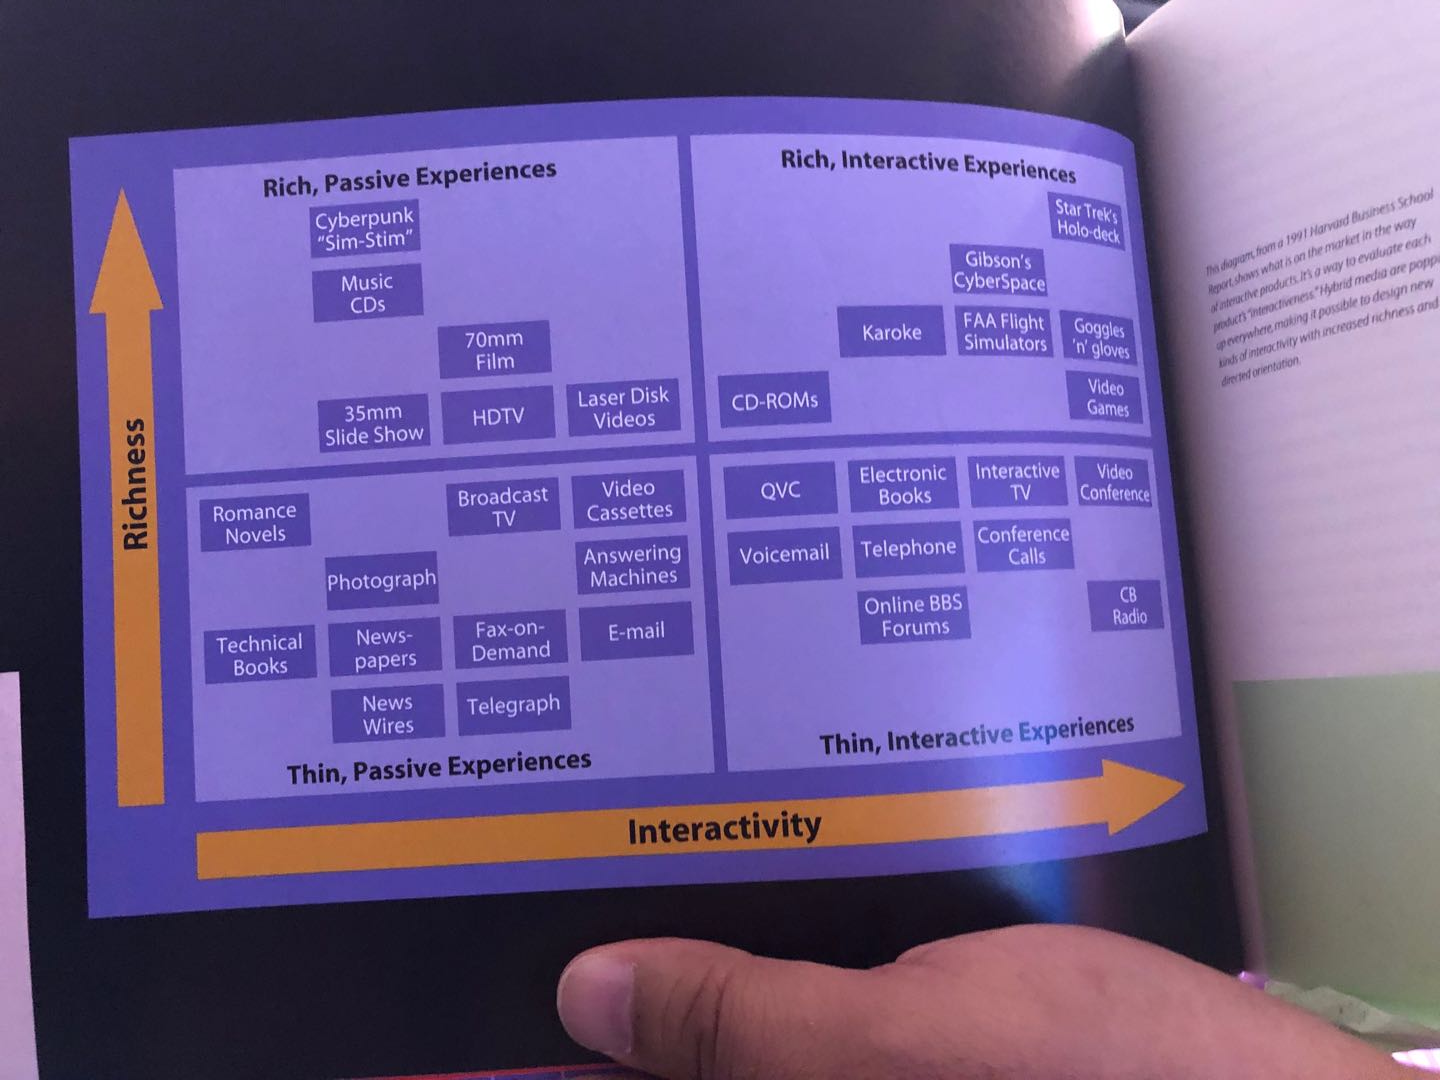 Rich, Passive Experiences
Cyberpunk
"Sim-Stim"
Music
CDs
70mm
Film
35mm
Slide Show
HDTV
Laser Disk
Videos
Rich, Interactive Experiences
Star Trek's
Holo-deck
Gibson's
CyberSpace
Karoke
FAA Flight
Simulators
Goggles
'n' gloves
CD-ROMs
Video
Games
Richness
Romance
Novels
Broadcast
TV
Video
Cassettes
Photograph
Answering
Machines
Technical
Books
News-
papers
Fax-on-
Demand
E-mail
News
Wires
Telegraph
Thin, Passive Experiences
QVC
Electronic
Books
Interactive
TV
Video
Conference
Voicemail
Telephone
Conference
Calls
Online BBS
Forums
CB
Radio
Thin, Interactive Experiences
Interactivity
This diagram, from a 1991 Harvard Business School
Report, shows what is on the market in the way
of interactive products. It's a way to evaluate each
product's "interactiveness." Hybrid media are
up everywhere, making it possible to design new
kinds of interactivity with increased richness and
directed orientation.